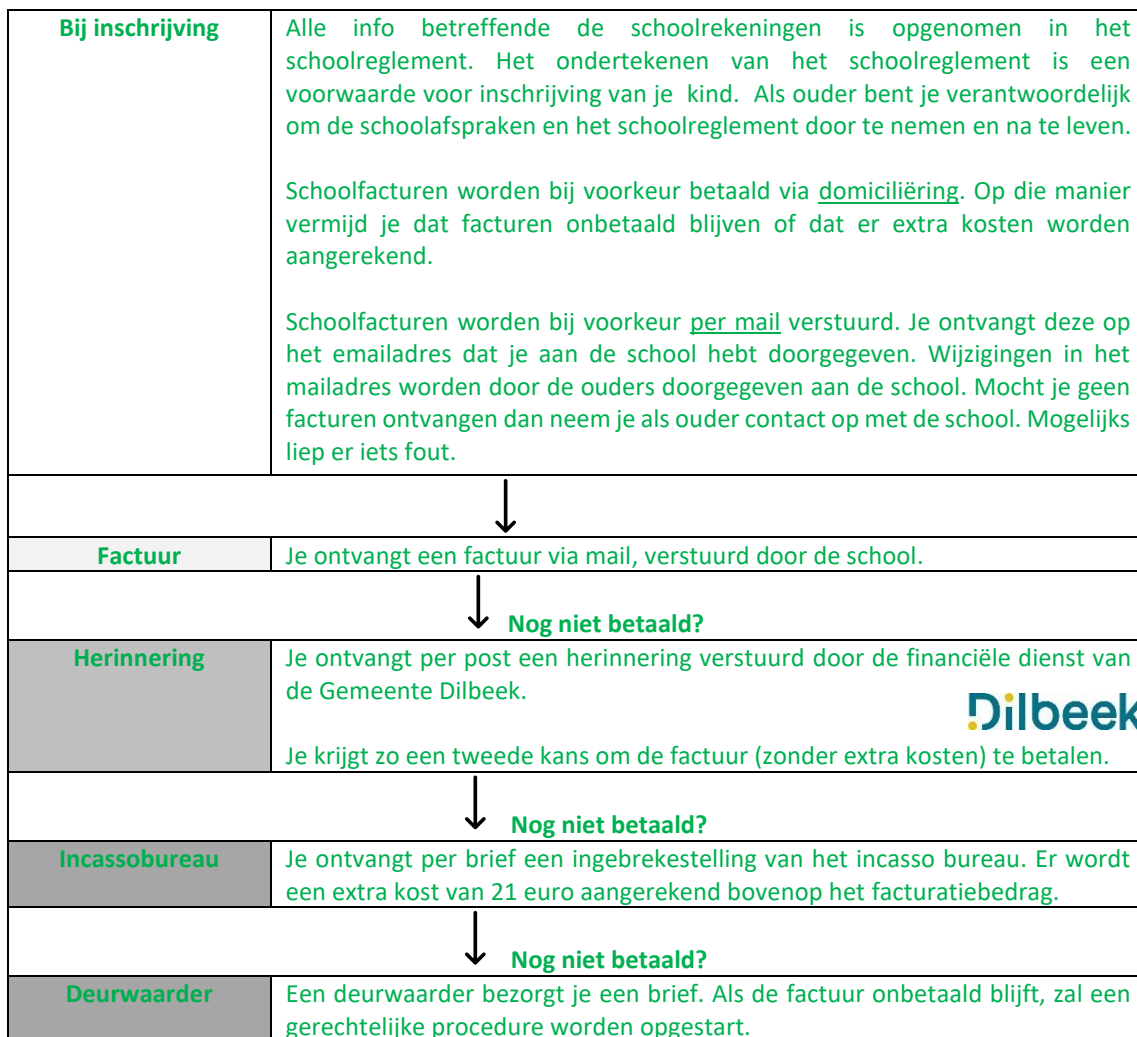 Bij inschrijving
Alle info betreffende de schoolrekeningen is opgenomen in het
schoolreglement. Het ondertekenen van het schoolreglement is een
voorwaarde voor inschrijving van je kind. Als ouder bent je verantwoordelijk
om de schoolafspraken en het schoolreglement door te nemen en na te leven.
Schoolfacturen worden bij voorkeur betaald via domiciliëring. Op die manier
vermijd je dat facturen onbetaald blijven of dat er extra kosten worden
aangerekend.
Schoolfacturen worden bij voorkeur per mail verstuurd. Je ontvangt deze op
het emailadres dat je aan de school hebt doorgegeven. Wijzigingen in het
mailadres worden door de ouders doorgegeven aan de school. Mocht je geen
facturen ontvangen dan neem je als ouder contact op met de school. Mogelijks
liep er iets fout.
Factuur
Je ontvangt een factuur via mail, verstuurd door de school.
Nog niet betaald?
Herinnering
Je ontvangt per post een herinnering verstuurd door de financiële dienst van
de Gemeente Dilbeek.
Dilbeek
Je krijgt zo een tweede kans om de factuur (zonder extra kosten) te betalen.
Nog niet betaald?
Incassobureau
Je ontvangt per brief een ingebrekestelling van het incasso bureau. Er wordt
een extra kost van 21 euro aangerekend bovenop het facturatiebedrag.
Nog niet betaald?
Deurwaarder
Een deurwaarder bezorgt je een brief. Als de factuur onbetaald blijft, zal een
gerechtelijke procedure worden opgestart.